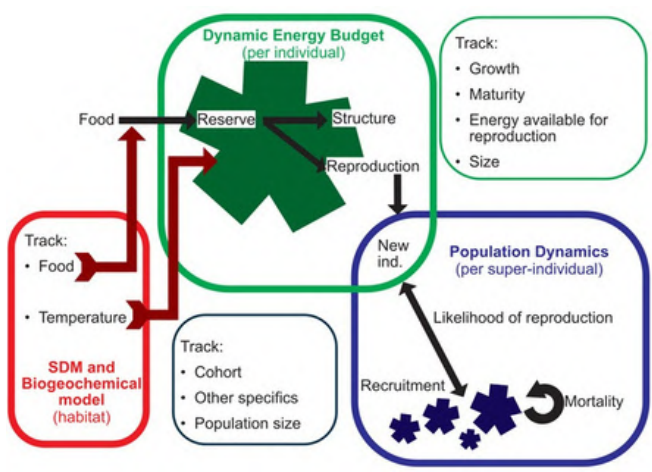 Dynamic Energy Budget
(per individual)
Food
Reserve
Structure
Reproduction
New
ind.
Track:
• Growth
• Maturity
• Energy available for
reproduction
• Size
Track:
• Food
• Temperature
SDM and
Biogeochemical
model
(habitat)
Track:
• Cohort
• Other specifics
• Population size
Population Dynamics
(per super-individual)
Likelihood of reproduction
Recruitment
Mortality